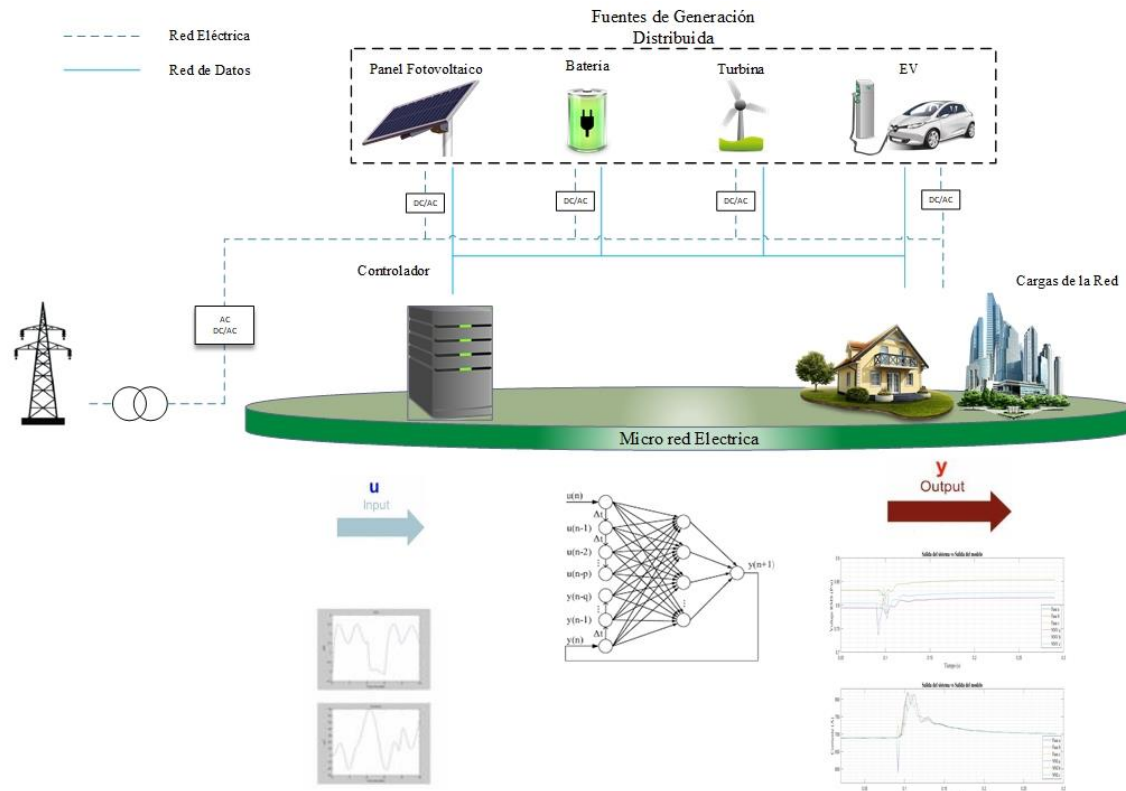 Fuentes de Generación
Distribuida
Red Eléctrica
Red de Datos
Panel Fotovoltaico
Bateria
Turbina
EV
DC/AC
DC/AC
DC/AC
DC/AC
Controlador
Cargas de la Red
AC
DC/AC
Micro red Electrica
u
Input
y
Output
u(n)
Δt
u(n-1)
Δt
u(n-2)
u(n-p)
y(n-q)
y(n-1)
Δt
y(n)
y(n+1)
Salida del sistema vs Salida del modelo
Tiempo (s)
Salida del sistema vs Salida del modelo